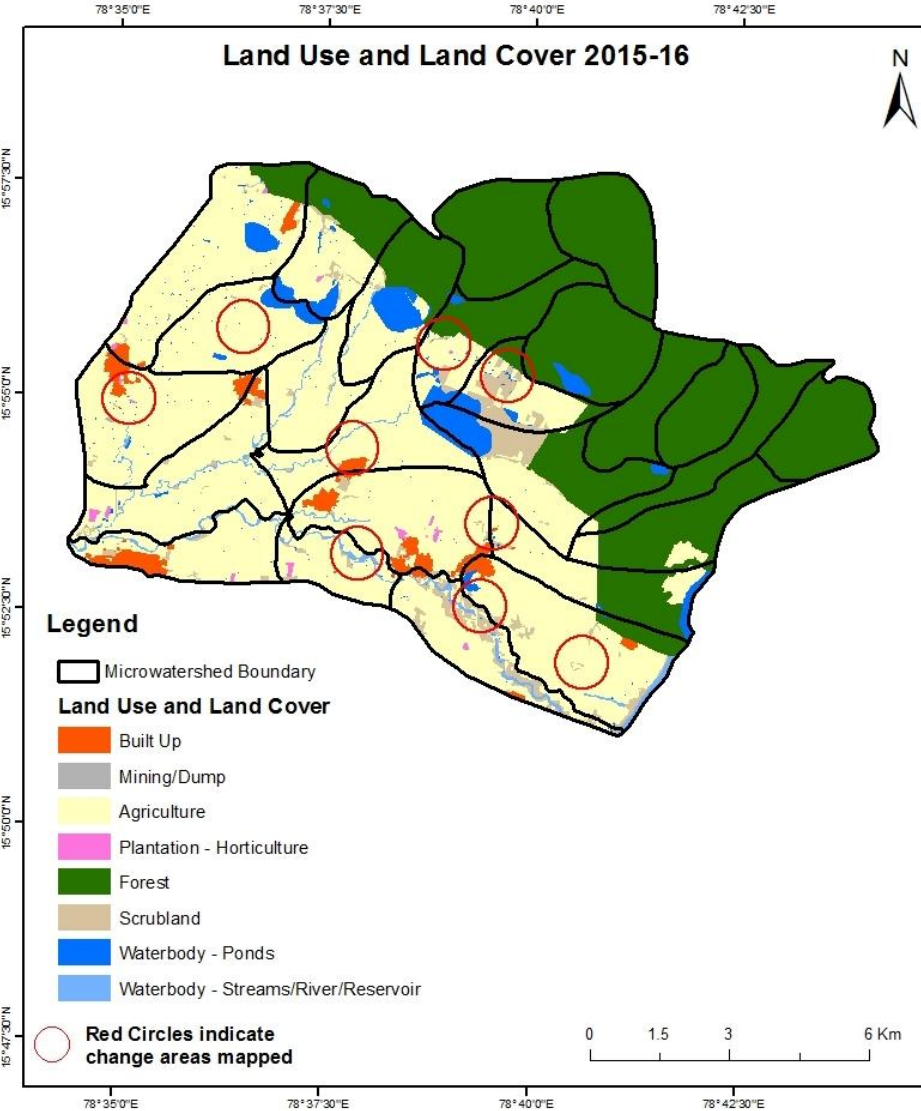 78°35'0"E 78°37'30"E 78°40'0"E 78°42'30"E
Land Use and Land Cover 2015-16
N
15°57'30"N
15°55'0"N
15°52'30"N
15°50'0"N
15°47'30"N
Legend
Microwatershed Boundary
Land Use and Land Cover
Built Up
Mining/Dump
Agriculture
Plantation - Horticulture
Forest
Scrubland
Waterbody - Ponds
Waterbody - Streams/River/Reservoir
Red Circles indicate
change areas mapped
0 1.5 3 6 Km
78°35'0"E 78°37'30"E 78°40'0"E 78°42'30"E